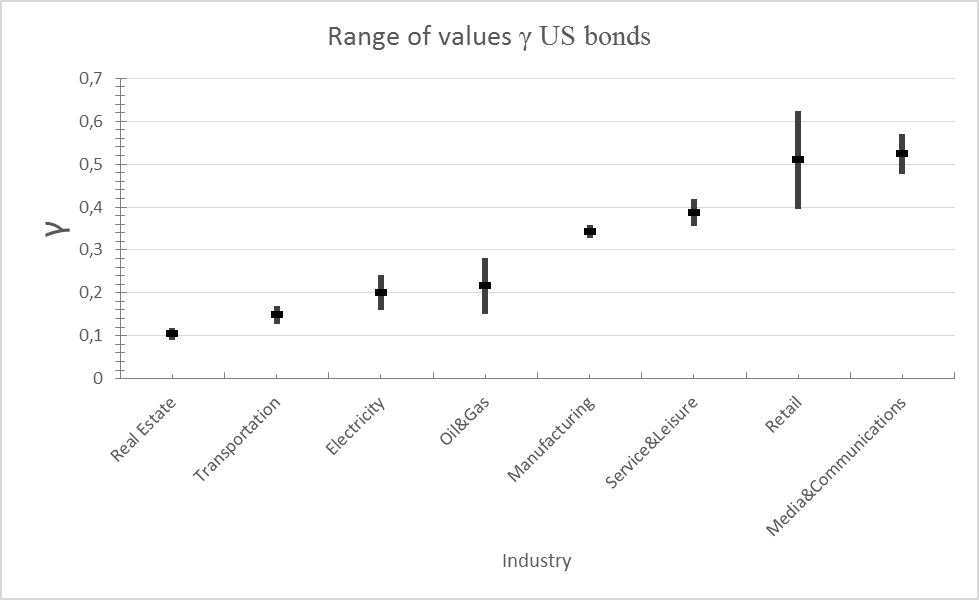 Range of values γ US bonds
0,7
0,6
0,5
0,4
0,3
0,2
0,1
0
γ
Real Estate
Transportation
Electricity
Oil&Gas
Manufacturing
Service&Leisure
Retail
Media&Communications
Industry